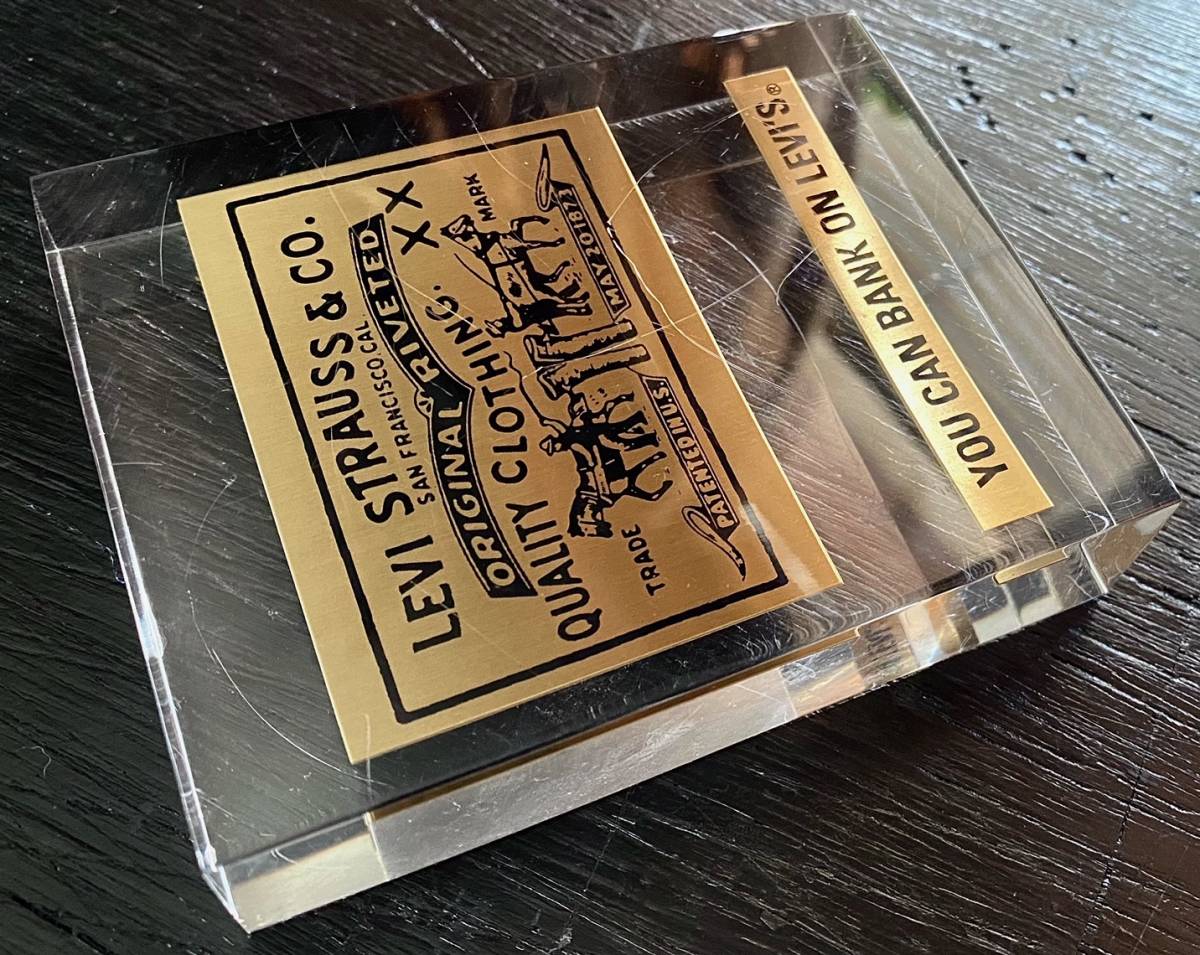 LEVI STRAUSS & CO.
SAN FRANCISCO, CAL.
ORIGINAL RIVETED
QUALITY CLOTHING. XX
TRADE MARK
PATENTED IN U.S. MAY 20 1873
YOU CAN BANK ON LEVI'S®